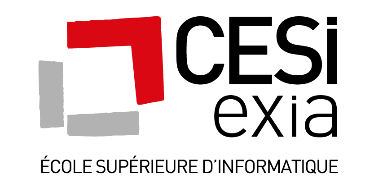 CESi
exia
ÉCOLE SUPÉRIEURE D'INFORMATIQUE